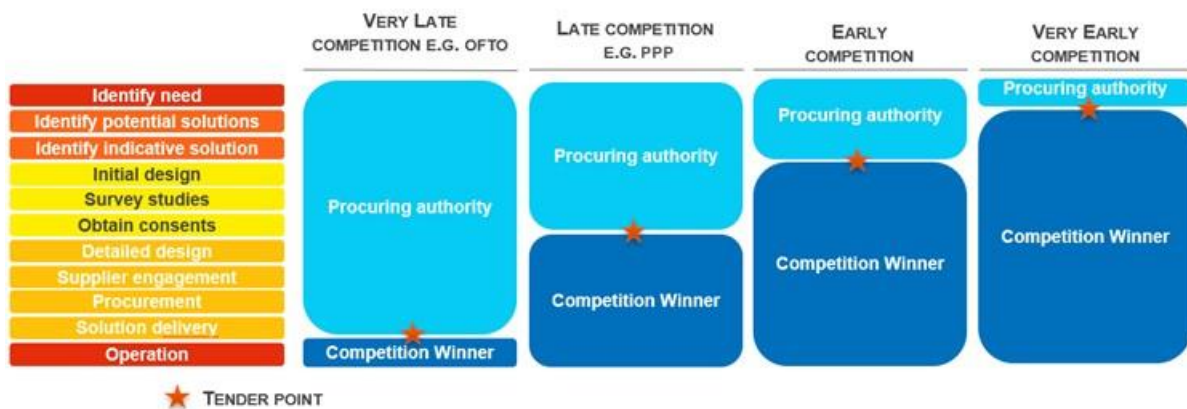 VERY LATE
COMPETITION E.G. OFTO
LATE COMPETITION
E.G. PPP
EARLY
COMPETITION
VERY EARLY
COMPETITION
Identify need
Identify potential solutions
Identify indicative solution
Initial design
Survey studies
Obtain consents
Detailed design
Supplier engagement
Procurement
Solution delivery
Operation
Procuring authority
Competition Winner
Procuring authority
Competition Winner
Procuring authority
Competition Winner
Procuring authority
Competition Winner
TENDER POINT